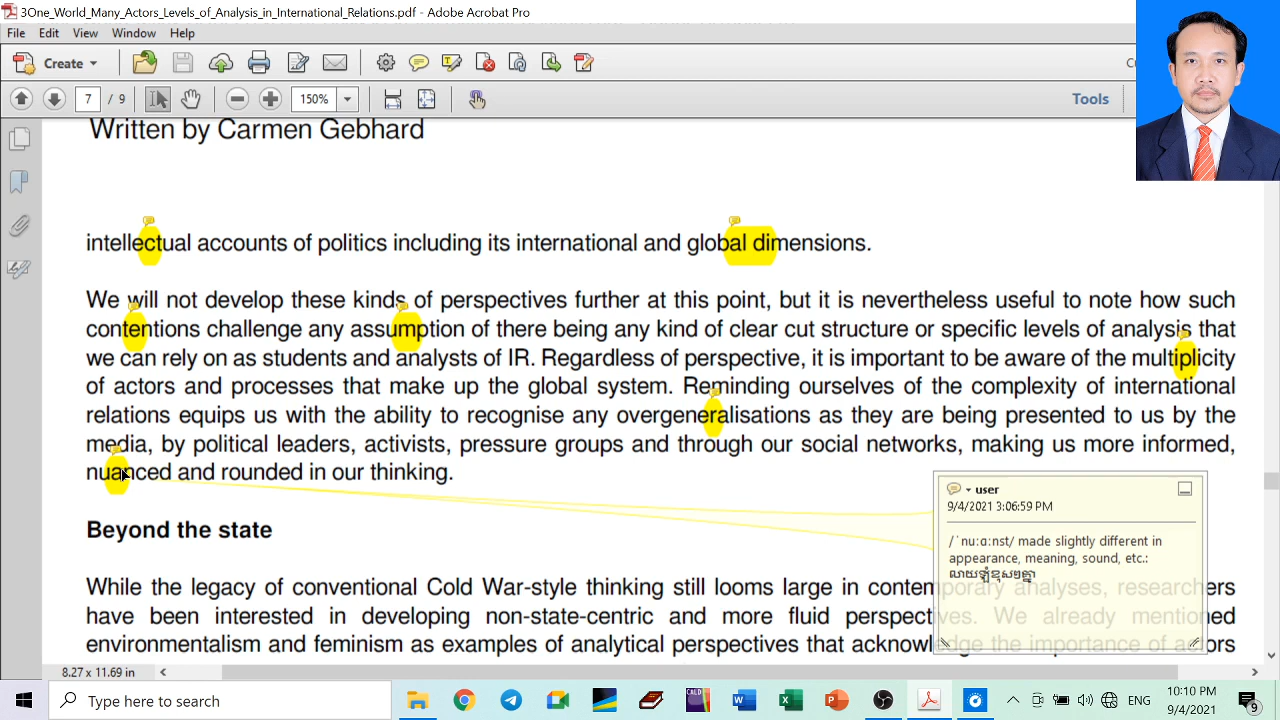 3One_World_Many_Actors_Levels_of_Analysis_in_International_Relations.pdf - Adobe Acrobat Pro
File Edit View Window Help
Create
7 / 9 150% Tools
Written by Carmen Gebhard
intellectual accounts of politics including its international and global dimensions.
We will not develop these kinds of perspectives further at this point, but it is nevertheless useful to note how such
contentions challenge any assumption of there being any kind of clear cut structure or specific levels of analysis that
we can rely on as students and analysts of IR. Regardless of perspective, it is important to be aware of the multiplicity
of actors and processes that make up the global system. Reminding ourselves of the complexity of international
relations equips us with the ability to recognise any overgeneralisations as they are being presented to us by the
media, by political leaders, activists, pressure groups and through our social networks, making us more informed,
nuanced and rounded in our thinking.
user
9/4/2021 3:06:59 PM
/ˈnuːɑːnst/ made slightly different in
appearance, meaning, sound, etc.:
លាយឡំខុសៗគ្នា
Beyond the state
While the legacy of conventional Cold War-style thinking still looms large in contemporary analyses, researchers
have been interested in developing non-state-centric and more fluid perspectives. We already mentioned
environmentalism and feminism as examples of analytical perspectives that acknowledge the importance of actors
8.27 x 11.69 in
Type here to search
CALD
ENG
10:10 PM
9/4/2021
9